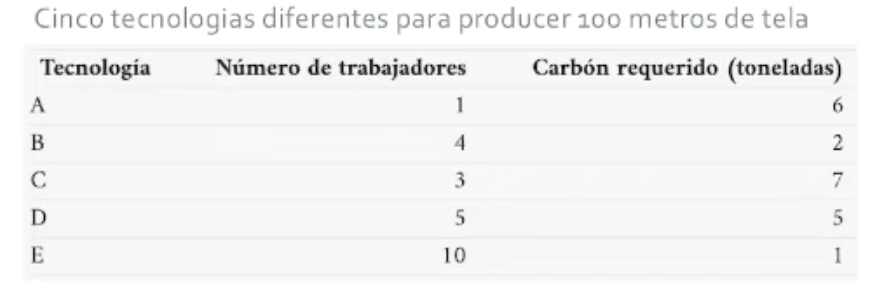 Cinco tecnologias diferentes para producer 100 metros de tela
Tecnología Número de trabajadores Carbón requerido (toneladas)
A 1 6
B 4 2
C 3 7
D 5 5
E 10 1